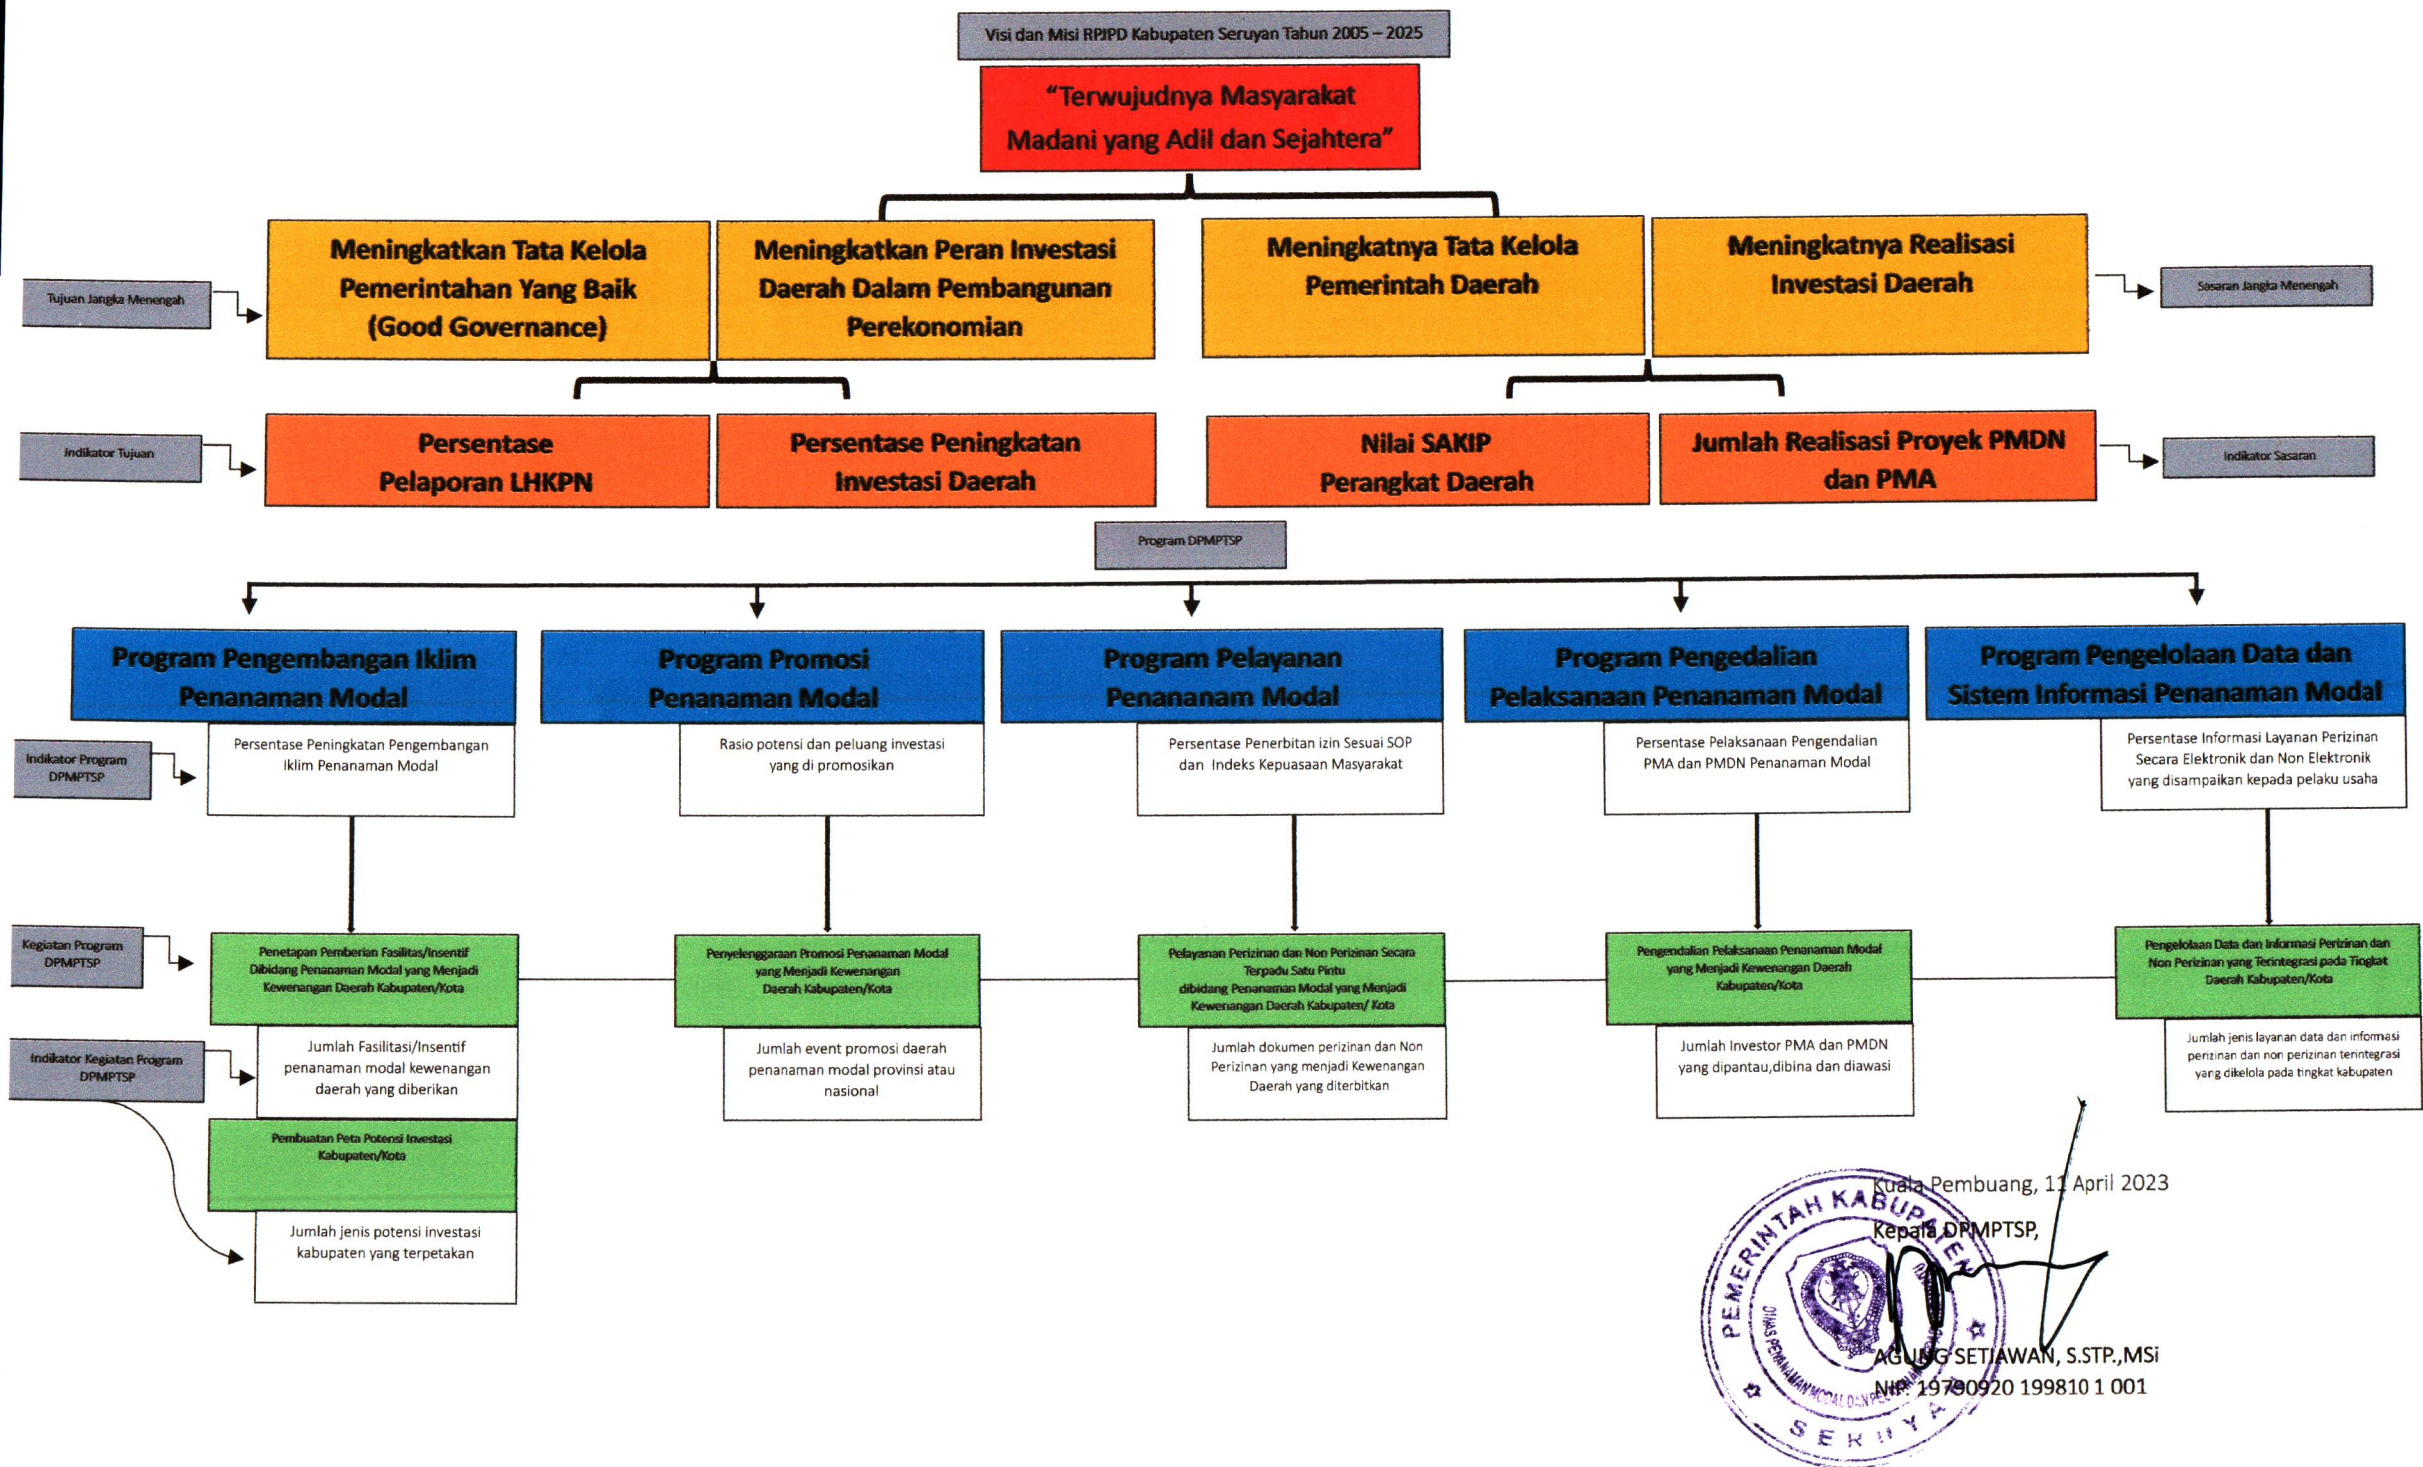 Visi dan Misi RPJPD Kabupaten Seruyan Tahun 2005 – 2025
“Terwujudnya Masyarakat
Madani yang Adil dan Sejahtera”
Tujuan Jangka Menengah
Meningkatkan Tata Kelola
Pemerintahan Yang Baik
(Good Governance)
Meningkatkan Peran Investasi
Daerah Dalam Pembangunan
Perekonomian
Meningkatnya Tata Kelola
Pemerintah Daerah
Meningkatnya Realisasi
Investasi Daerah
Sasaran Jangka Menengah
Indikator Tujuan
Persentase
Pelaporan LHKPN
Persentase Peningkatan
Investasi Daerah
Nilai SAKIP
Perangkat Daerah
Jumlah Realisasi Proyek PMDN
dan PMA
Indikator Sasaran
Program DPMPTSP
Program Pengembangan Iklim
Penanaman Modal
Program Promosi
Penanaman Modal
Program Pelayanan
Penananam Modal
Program Pengedalian
Pelaksanaan Penanaman Modal
Program Pengelolaan Data dan
Sistem Informasi Penanaman Modal
Indikator Program
DPMPTSP
Persentase Peningkatan Pengembangan
Iklim Penanaman Modal
Rasio potensi dan peluang investasi
yang di promosikan
Persentase Penerbitan izin Sesuai SOP
dan Indeks Kepuasaan Masyarakat
Persentase Pelaksanaan Pengendalian
PMA dan PMDN Penanaman Modal
Persentase Informasi Layanan Perizinan
Secara Elektronik dan Non Elektronik
yang disampaikan kepada pelaku usaha
Kegiatan Program
DPMPTSP
Penetapan Pemberian Fasilitas/Insentif
Dibidang Penanaman Modal yang Menjadi
Kewenangan Daerah Kabupaten/Kota
Penyelenggaraan Promosi Penanaman Modal
yang Menjadi Kewenangan
Daerah Kabupaten/Kota
Pelayanan Perizinan dan Non Perizinan Secara
Terpadu Satu Pintu
dibidang Penanaman Modal yang Menjadi
Kewenangan Daerah Kabupaten/ Kota
Pengendalian Pelaksanaan Penanaman Modal
yang Menjadi Kewenangan Daerah
Kabupaten/Kota
Pengelolaan Data dan Informasi Perizinan dan
Non Perizinan yang Terintegrasi pada Tingkat
Daerah Kabupaten/Kota
Indikator Kegiatan Program
DPMPTSP
Jumlah Fasilitasi/Insentif
penanaman modal kewenangan
daerah yang diberikan
Jumlah event promosi daerah
penanaman modal provinsi atau
nasional
Jumlah dokumen perizinan dan Non
Perizinan yang menjadi Kewenangan
Daerah yang diterbitkan
Jumlah Investor PMA dan PMDN
yang dipantau,dibina dan diawasi
Jumlah jenis layanan data dan informasi
perizinan dan non perizinan terintegrasi
yang dikelola pada tingkat kabupaten
Pembuatan Peta Potensi Investasi
Kabupaten/Kota
Jumlah jenis potensi investasi
kabupaten yang terpetakan
Kuala Pembuang, 11 April 2023
Kepala DPMPTSP,
AGUNG SETIAWAN, S.STP.,MSi
NIP. 19790920 199810 1 001
PEMERINTAH KABUPATEN
DINAS PENANAMAN MODAL DAN
SERUYAN